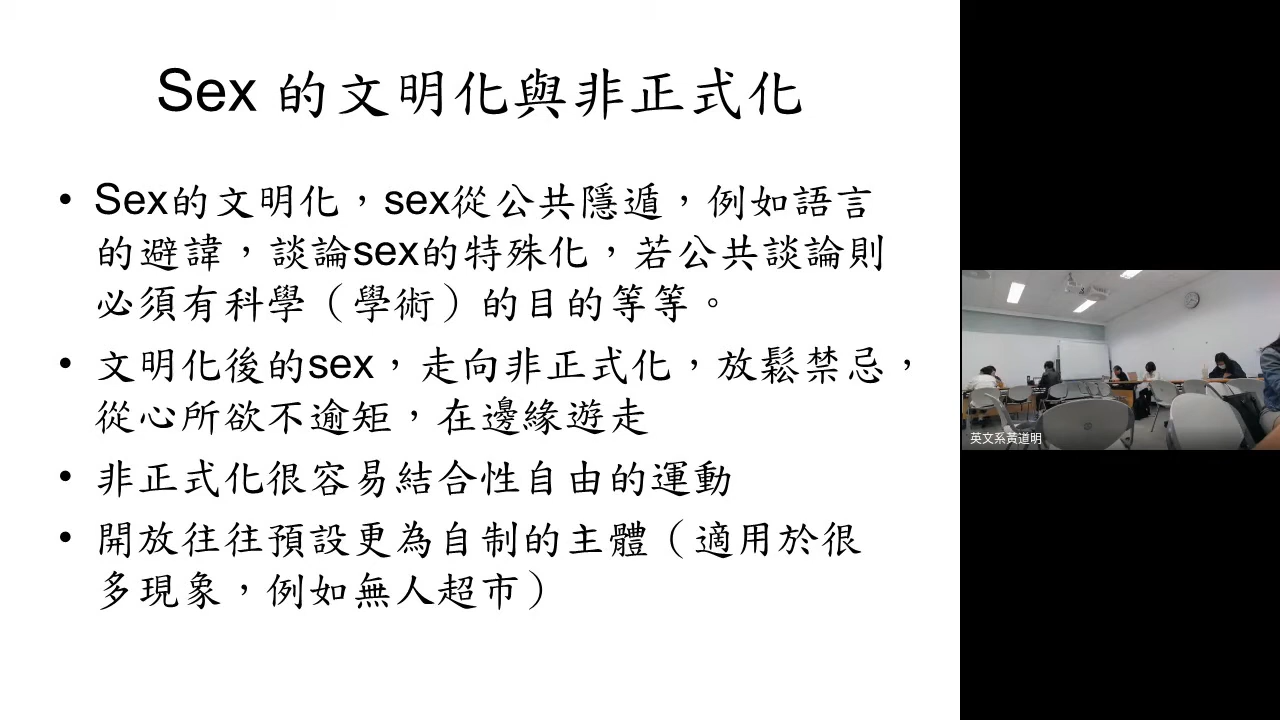 Sex 的文明化與非正式化
• Sex的文明化，sex從公共隱遁，例如語言
的避諱，談論sex的特殊化，若公共談論則
必須有科學（學術）的目的等等。
• 文明化後的sex，走向非正式化，放鬆禁忌，
從心所欲不逾矩，在邊緣遊走
• 非正式化很容易結合性自由的運動
• 開放往往預設更為自制的主體（適用於很
多現象，例如無人超市）
英文系黃道明